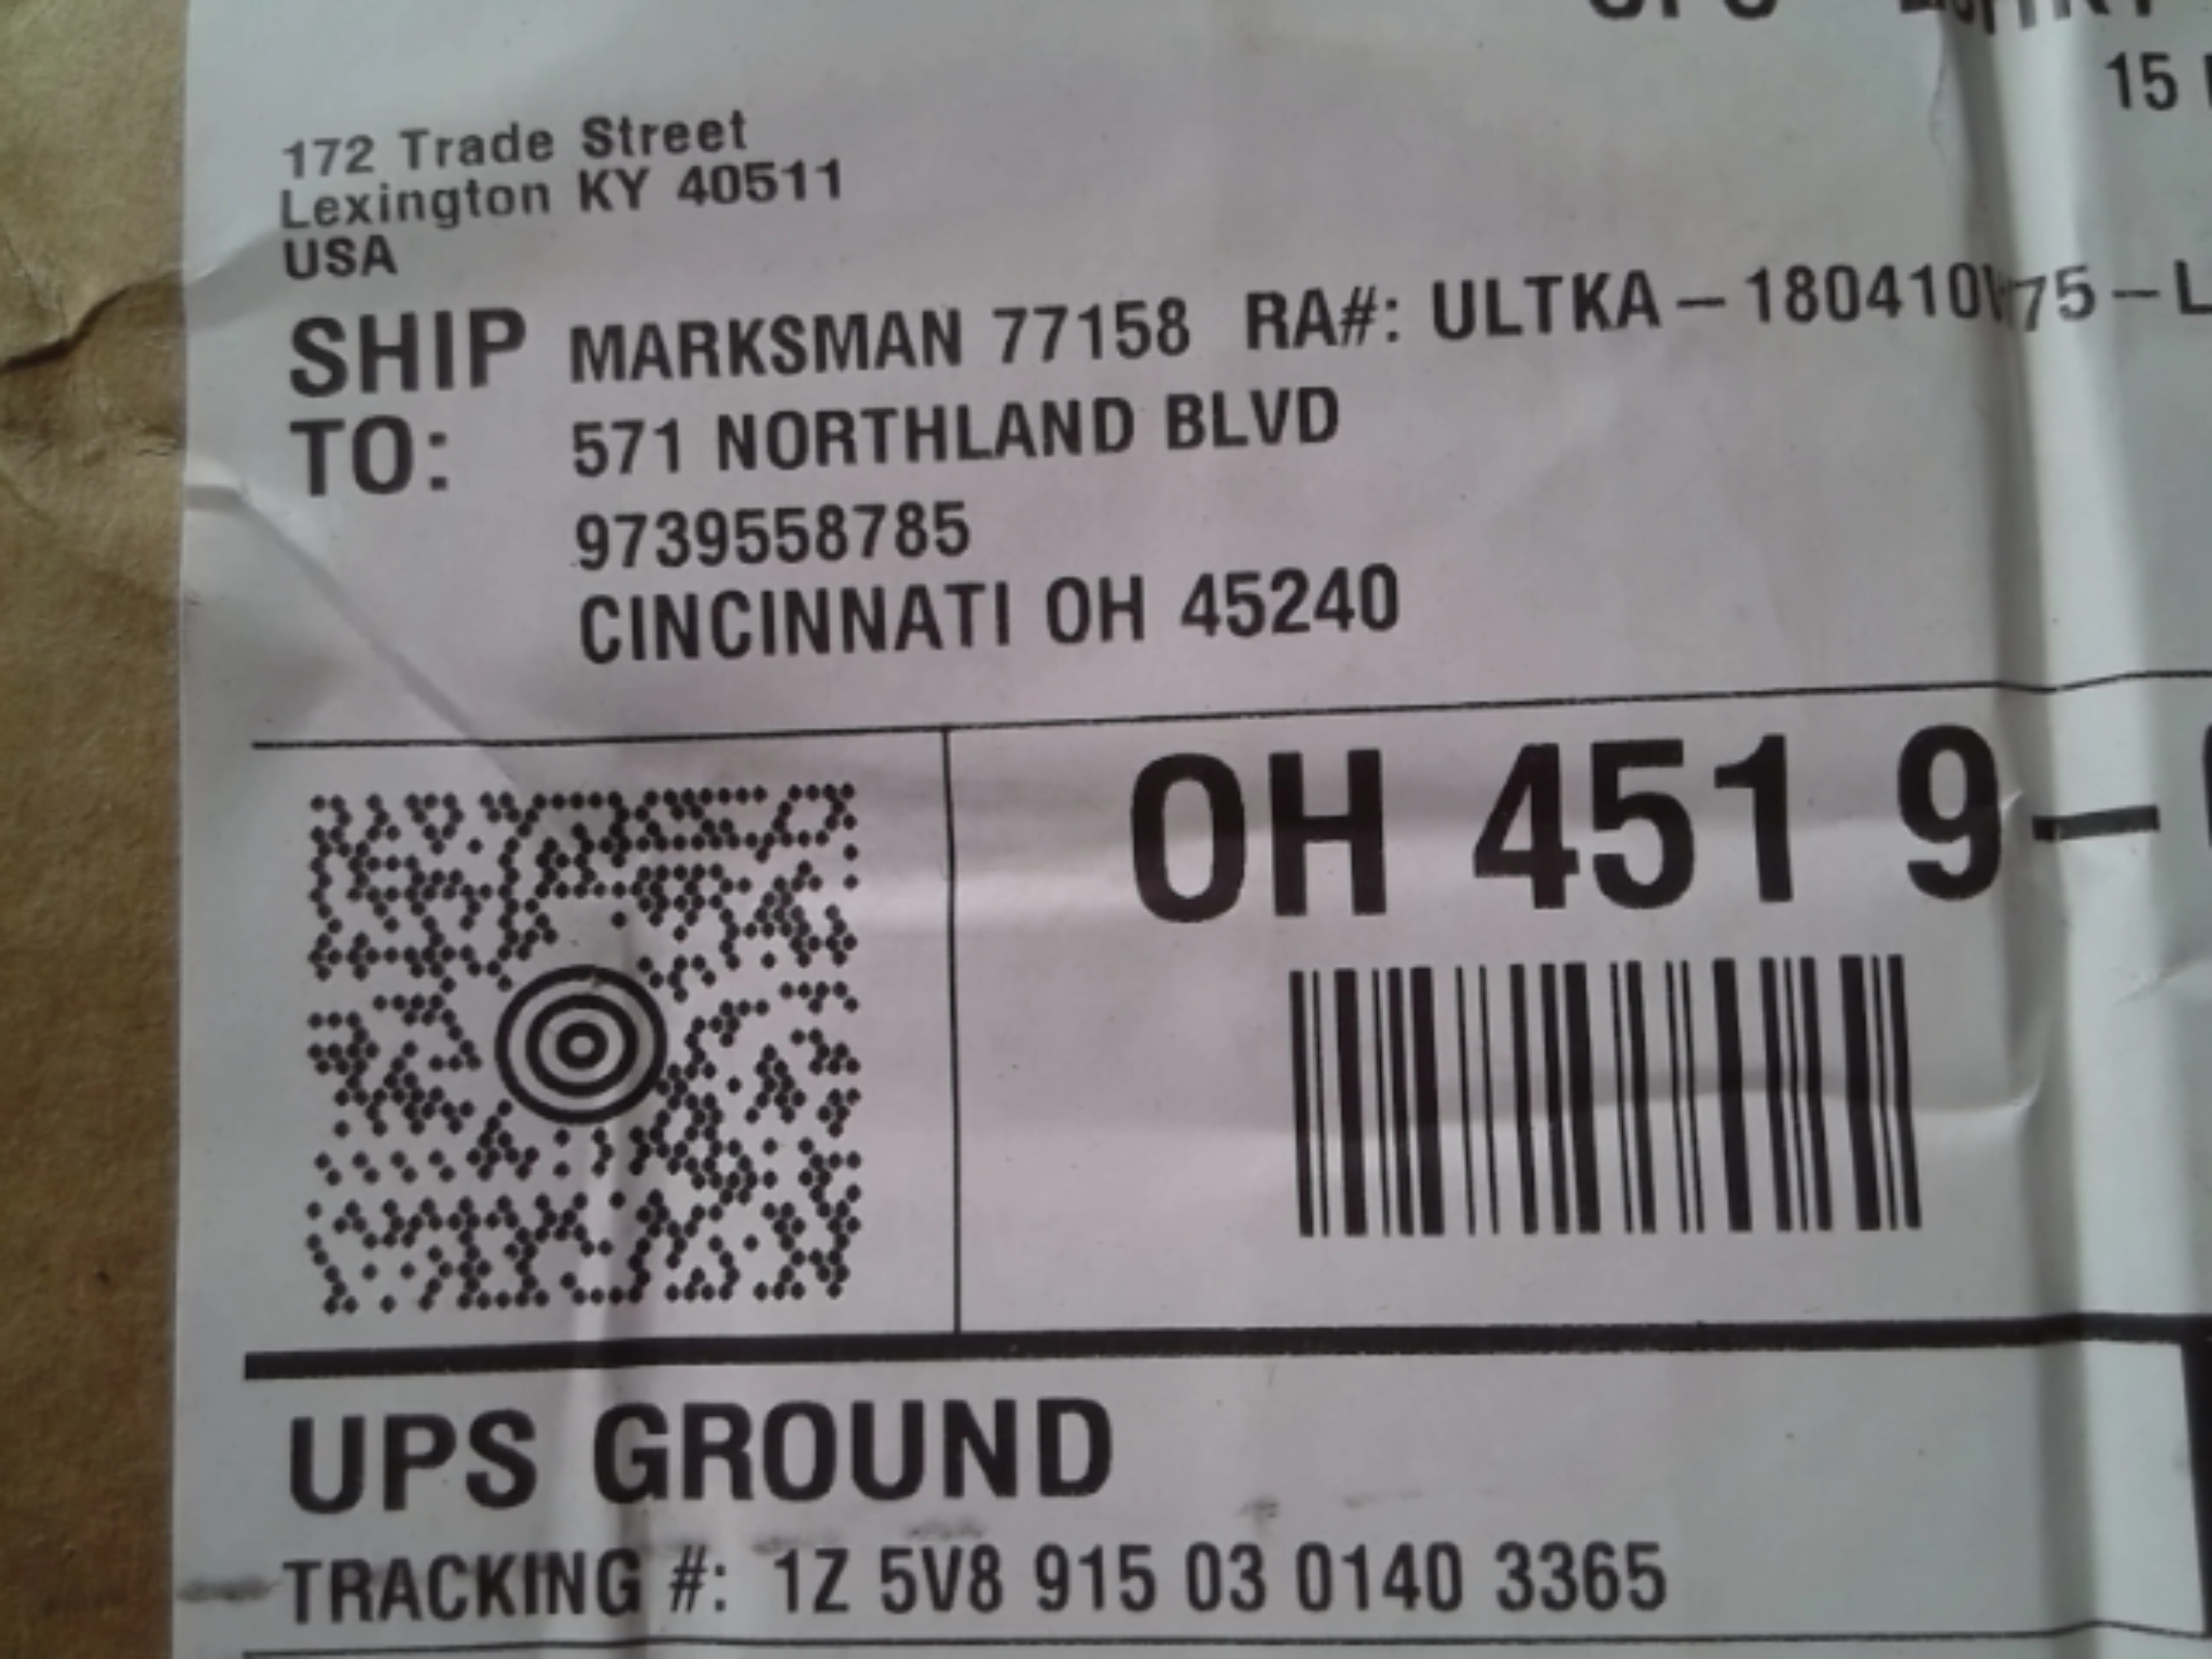 15
172 Trade Street
Lexington KY 40511
USA
SHIP TO: MARKSMAN 77158 RA#: ULTKA-
571 NORTHLAND BLVD
9739558785
CINCINNATI OH 45240
OH 451 9-
UPS GROUND
TRACKING #: 1Z 5V8 915 03 0140 3365